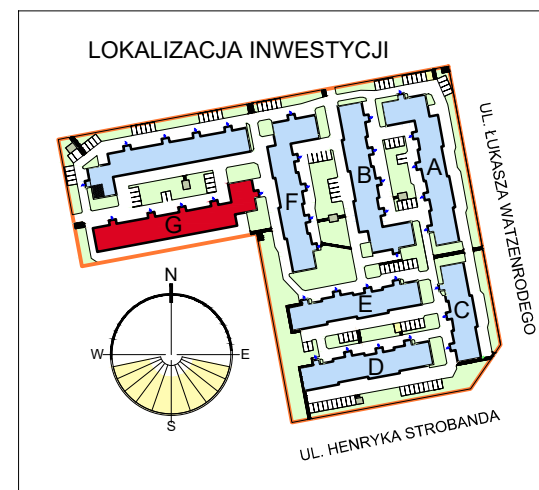 LOKALIZACJA INWESTYCJI
UL. ŁUKASZA WATZENRODEGO
A
B
F
G
C
E
D
N
W
E
S
UL. HENRYKA STROBANDA